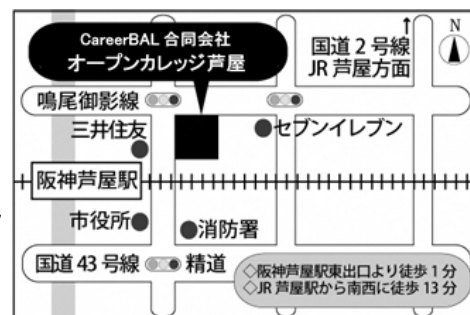 CareerBAL 合同会社
オープンカレッジ芦屋
国道2号線
JR 芦屋方面
N
鳴尾御影線
三井住友
セブンイレブン
阪神芦屋駅
市役所
消防署
国道43号線
精道
◇阪神芦屋駅東出口より徒歩1分
◇JR 芦屋駅から南西に徒歩13分